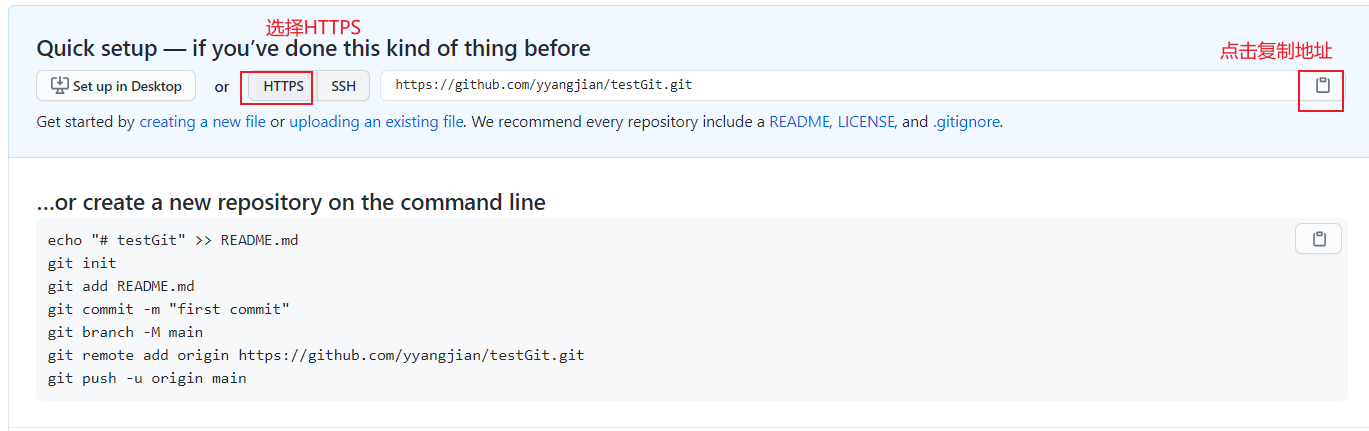 选择HTTPS
Quick setup — if you've done this kind of thing before
点击复制地址
Set up in Desktop or HTTPS SSH https://github.com/yyangjian/testGit.git
Get started by creating a new file or uploading an existing file. We recommend every repository include a README, LICENSE, and .gitignore.
…or create a new repository on the command line
echo "# testGit" >> README.md
git init
git add README.md
git commit -m "first commit"
git branch -M main
git remote add origin https://github.com/yyangjian/testGit.git
git push -u origin main